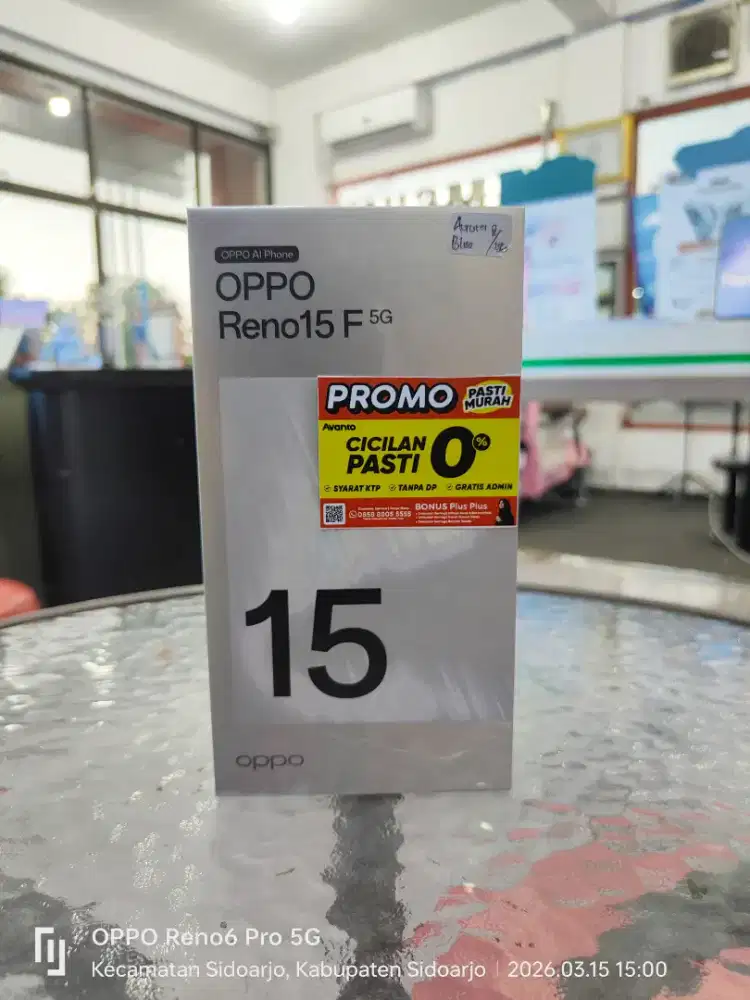 Aurora
Blue
OPPO AI Phone
OPPO
Reno15 F 5G
PROMO PASTI MURAH
Avanto
CICILAN PASTI 0%
SYARAT KTP TANPA DP GRATIS ADMIN
BONUS Plus Plus
15
oppo
OPPO Reno6 Pro 5G
Kecamatan Sidoarjo, Kabupaten Sidoarjo | 2026.03.15 15:00